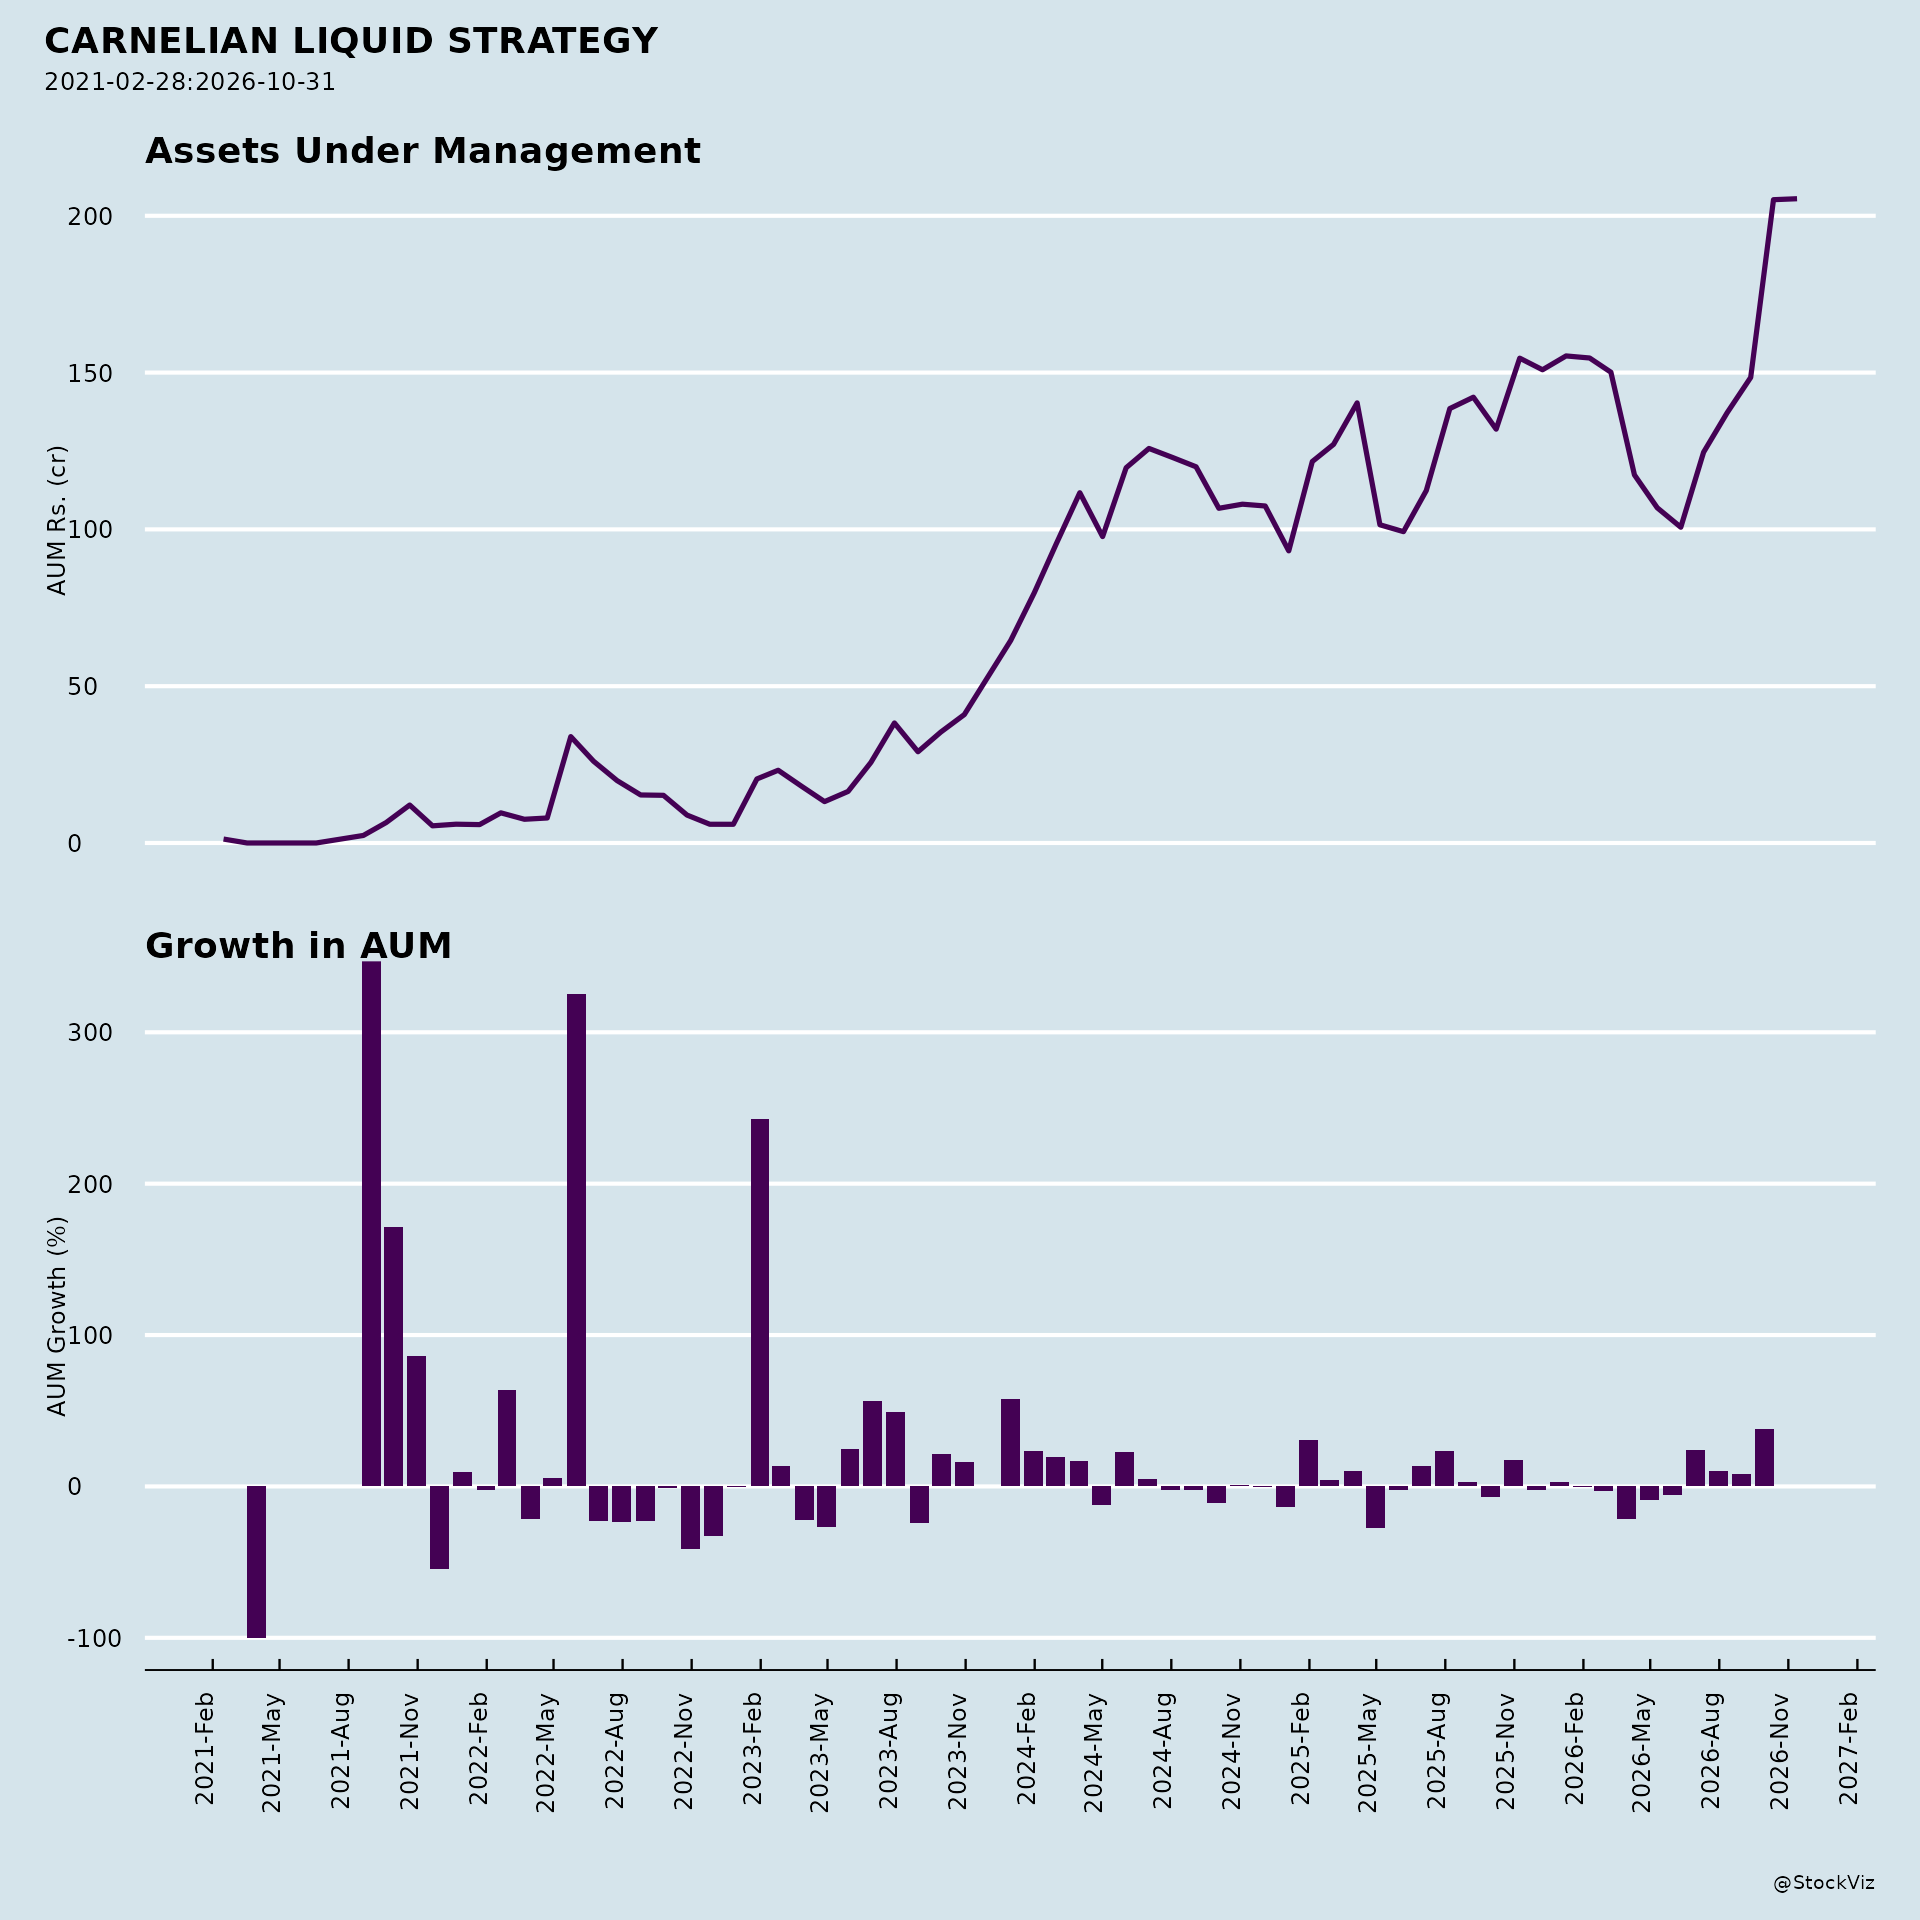 CARNELIAN LIQUID STRATEGY
2021-02-28:2026-10-31
Assets Under Management
AUM Rs. (cr)
200
150
100
50
0
Growth in AUM
AUM Growth (%)
300
200
100
0
-100
2021-Feb
2021-May
2021-Aug
2021-Nov
2022-Feb
2022-May
2022-Aug
2022-Nov
2023-Feb
2023-May
2023-Aug
2023-Nov
2024-Feb
2024-May
2024-Aug
2024-Nov
2025-Feb
2025-May
2025-Aug
2025-Nov
2026-Feb
2026-May
2026-Aug
2026-Nov
2027-Feb
@StockViz